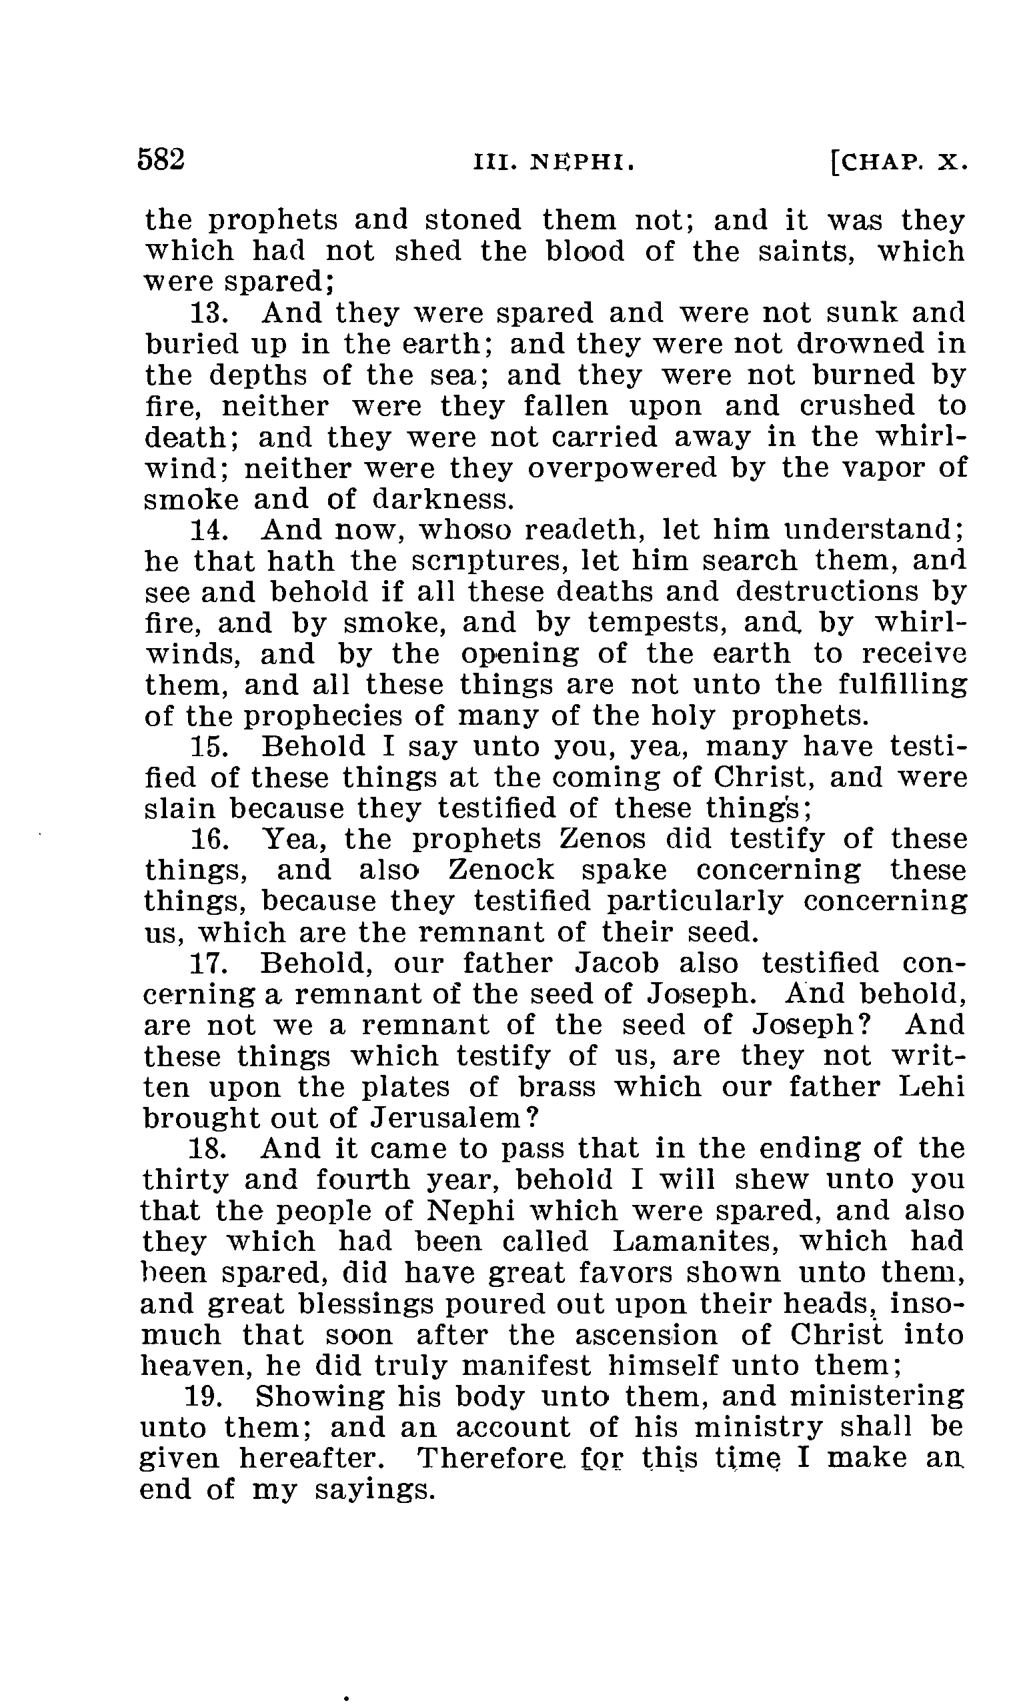 582 III. NEPHI. [CHAP. X.
the prophets and stoned them not; and it was they
which had not shed the blood of the saints, which
were spared;
13. And they were spared and were not sunk and
buried up in the earth; and they were not drowned in
the depths of the sea; and they were not burned by
fire, neither were they fallen upon and crushed to
death; and they were not carried away in the whirl-
wind; neither were they overpowered by the vapor of
smoke and of darkness.
14. And now, whoso readeth, let him understand;
he that hath the scriptures, let him search them, and
see and behold if all these deaths and destructions by
fire, and by smoke, and by tempests, and by whirl-
winds, and by the opening of the earth to receive
them, and all these things are not unto the fulfilling
of the prophecies of many of the holy prophets.
15. Behold I say unto you, yea, many have testi-
fied of these things at the coming of Christ, and were
slain because they testified of these things;
16. Yea, the prophets Zenos did testify of these
things, and also Zenock spake concerning these
things, because they testified particularly concerning
us, which are the remnant of their seed.
17. Behold, our father Jacob also testified con-
cerning a remnant of the seed of Joseph. And behold,
are not we a remnant of the seed of Joseph? And
these things which testify of us, are they not writ-
ten upon the plates of brass which our father Lehi
brought out of Jerusalem?
18. And it came to pass that in the ending of the
thirty and fourth year, behold I will shew unto you
that the people of Nephi which were spared, and also
they which had been called Lamanites, which had
been spared, did have great favors shown unto them,
and great blessings poured out upon their heads, inso-
much that soon after the ascension of Christ into
heaven, he did truly manifest himself unto them;
19. Showing his body unto them, and ministering
unto them; and an account of his ministry shall be
given hereafter. Therefore for this time I make an
end of my sayings.